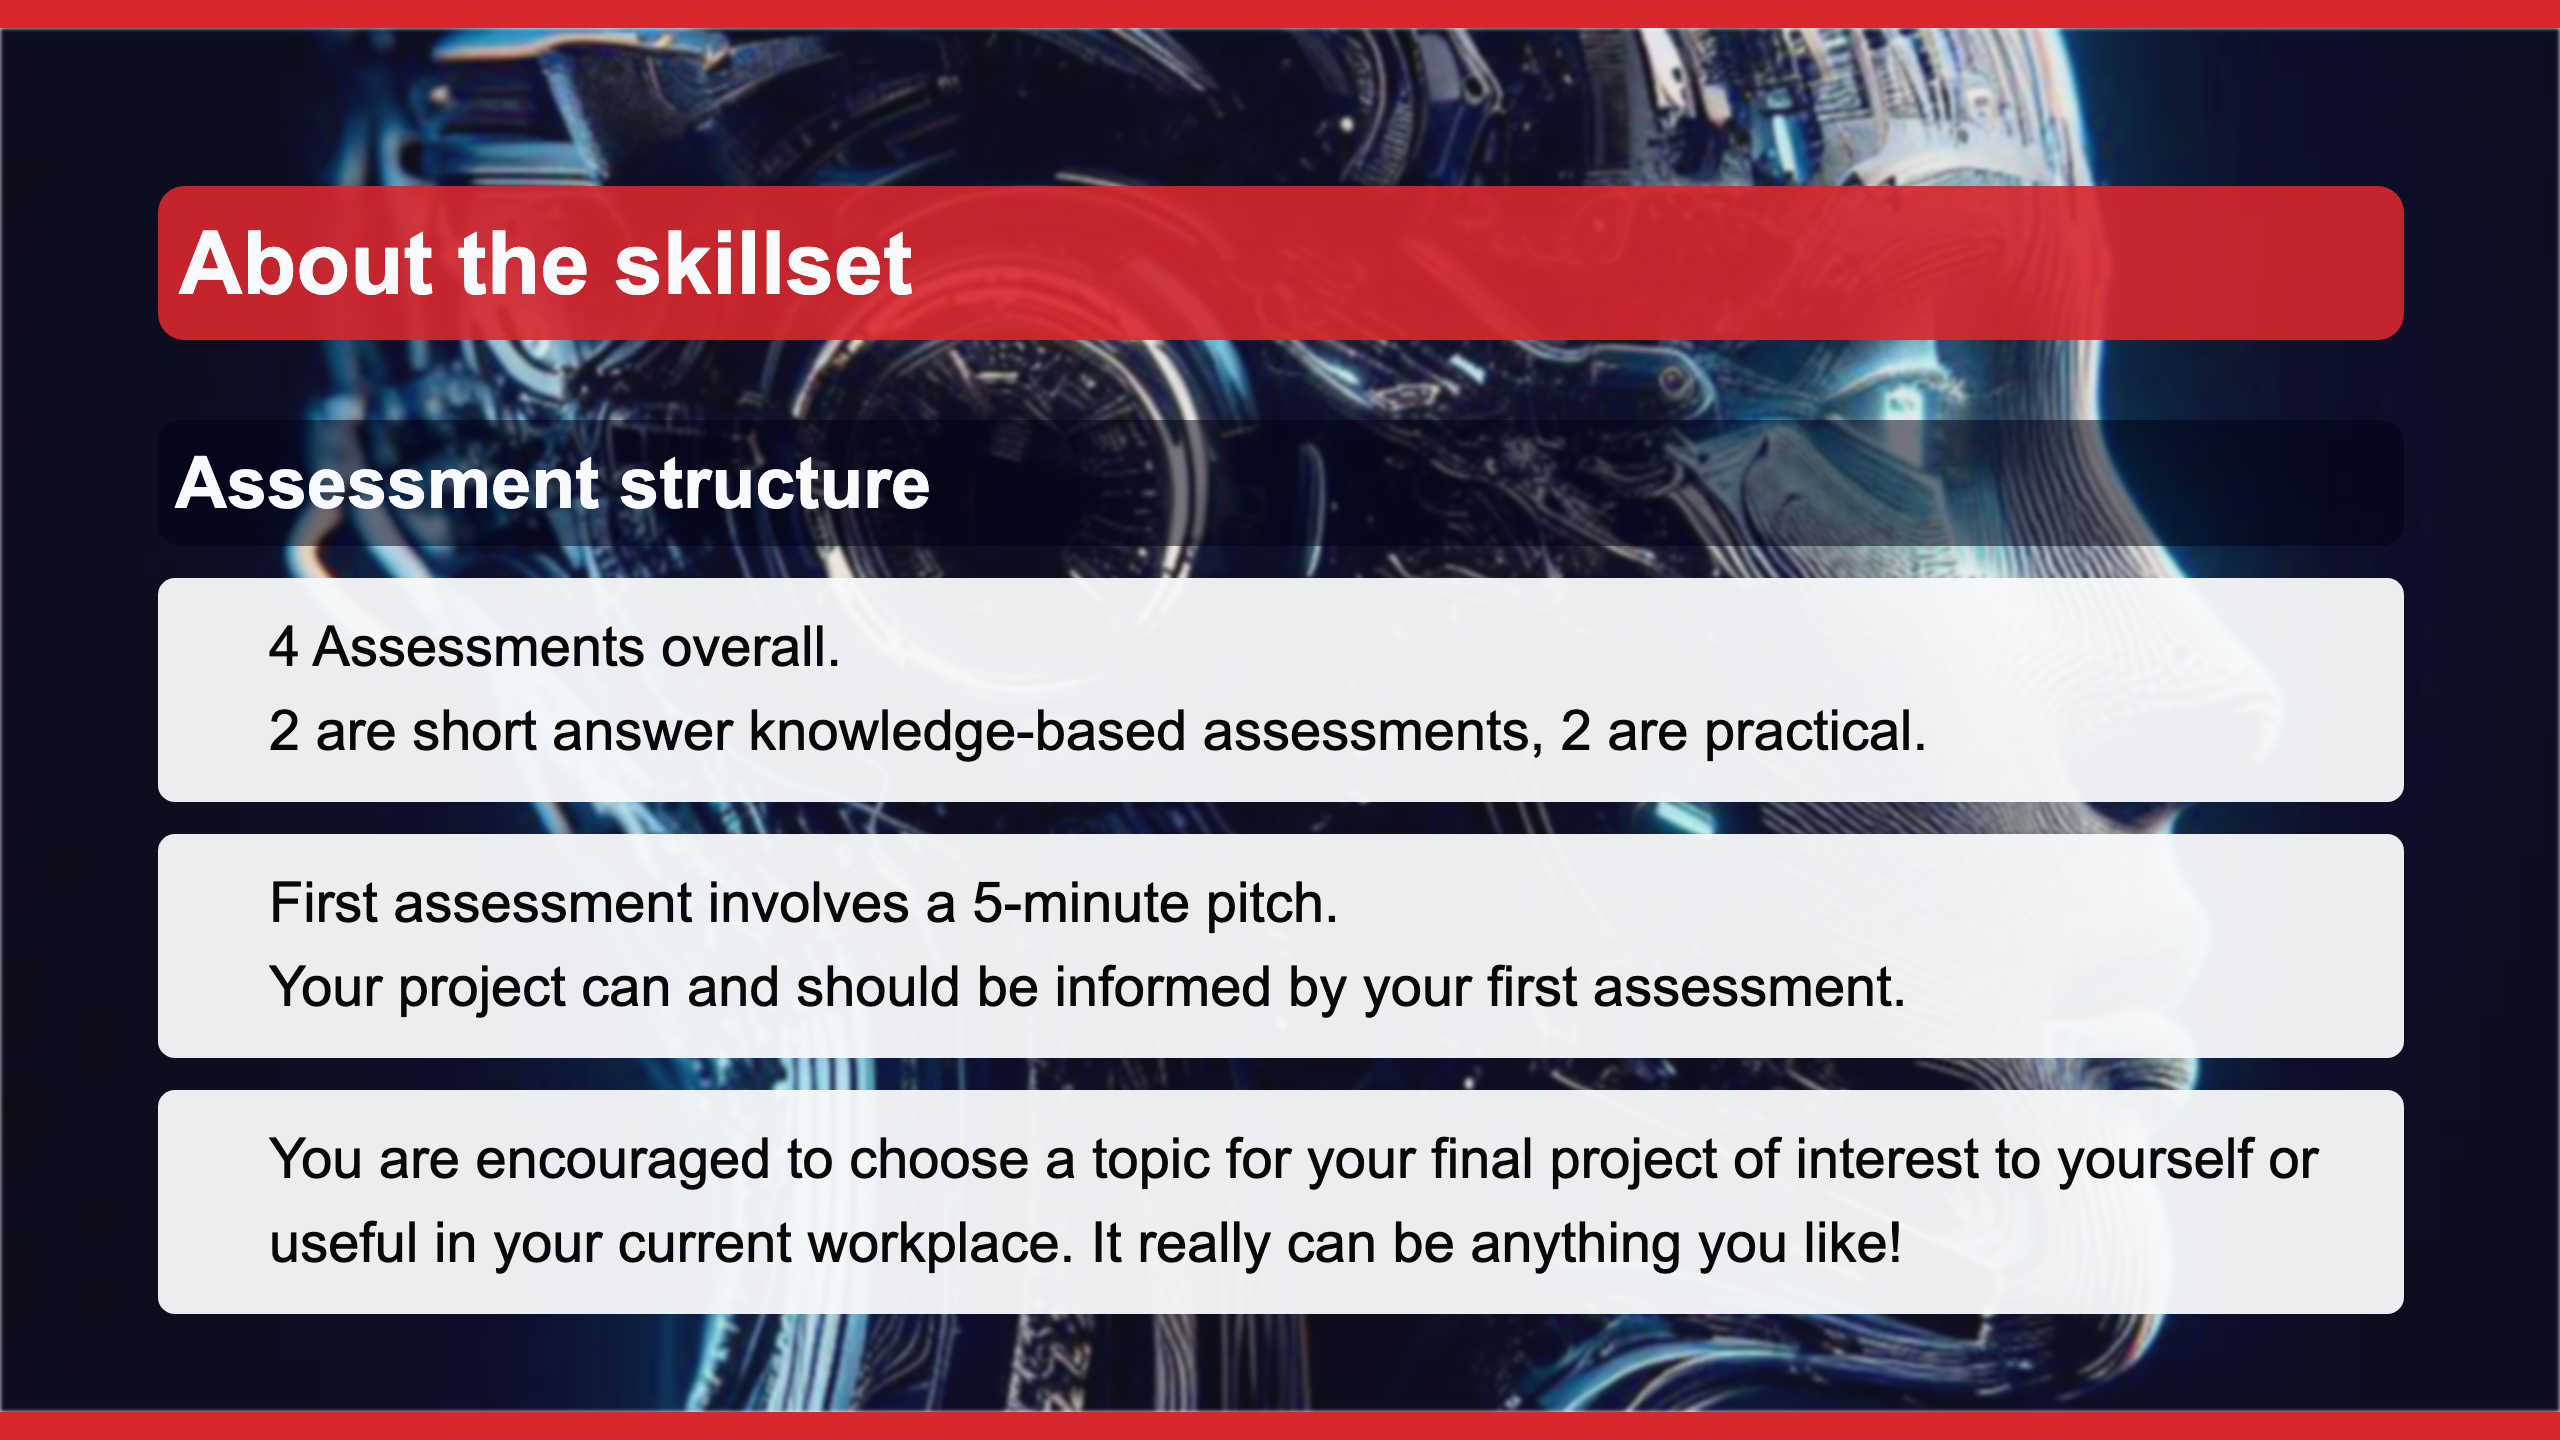 About the skillset
Assessment structure
4 Assessments overall.
2 are short answer knowledge-based assessments, 2 are practical.
First assessment involves a 5-minute pitch.
Your project can and should be informed by your first assessment.
You are encouraged to choose a topic for your final project of interest to yourself or
useful in your current workplace. It really can be anything you like!